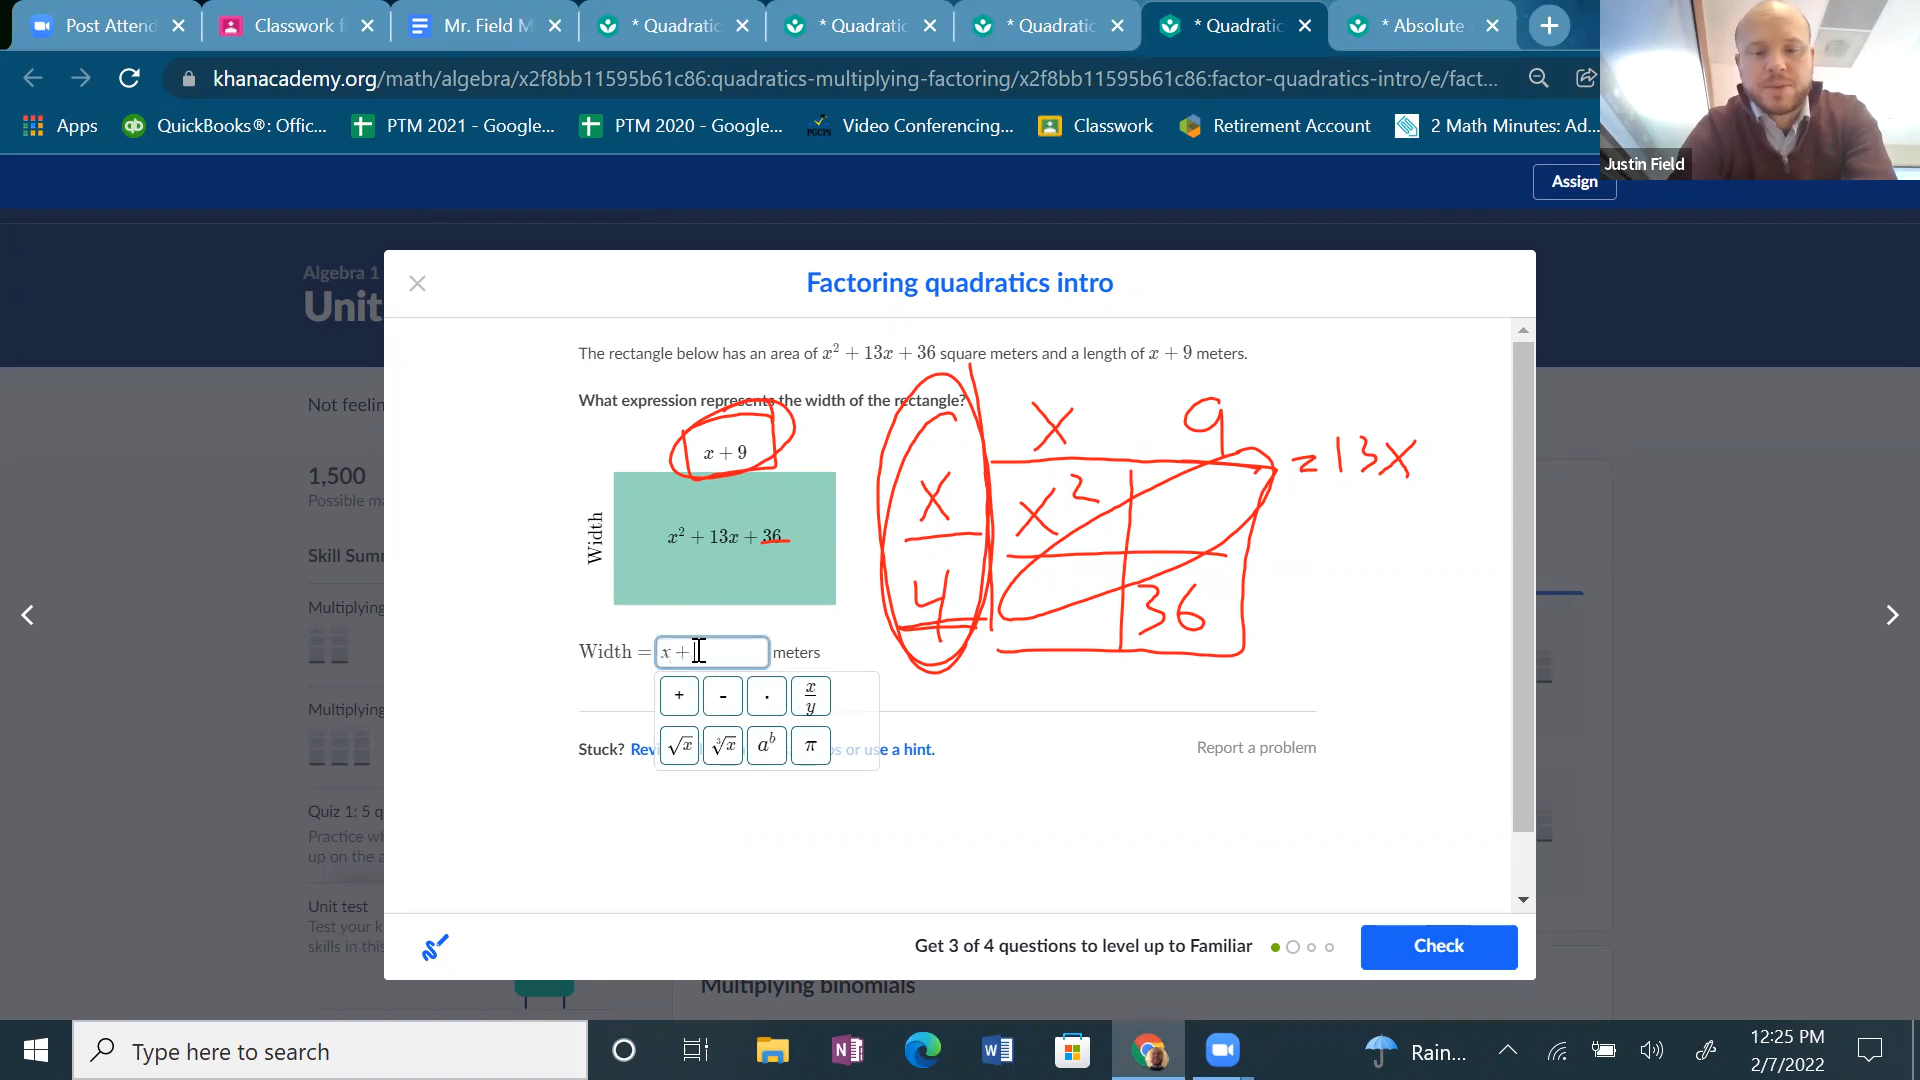 Post Attend
Classwork f
Mr. Field M
* Quadratic
* Quadratic
* Quadratic
* Quadratic
* Absolute
khanacademy.org/math/algebra/x2f8bb11595b61c86:quadratics-multiplying-factoring/x2f8bb11595b61c86:factor-quadratics-intro/e/fact...
Apps
QuickBooks®: Offic...
PTM 2021 - Google...
PTM 2020 - Google...
Video Conferencing...
Classwork
Retirement Account
2 Math Minutes: Ad...
Justin Field
Assign
Algebra 1
Unit
Factoring quadratics intro
The rectangle below has an area of x² + 13x + 36 square meters and a length of x + 9 meters.
What expression represents the width of the rectangle?
x + 9
Width
x² + 13x + 36
X 9
= 13X
X X²
4 36
Width = x + meters
+ - · x/y
√x ∛x aᵇ π
Stuck? Rev
ps or use a hint.
Report a problem
Not feelin
1,500
Possible ma
Skill Summ
Multiplying
Multiplying
Quiz 1: 5 q
Practice wh
up on the a
Unit test
Test your k
skills in this
Get 3 of 4 questions to level up to Familiar
Check
Multiplying binomials
Type here to search
Rain...
12:25 PM
2/7/2022